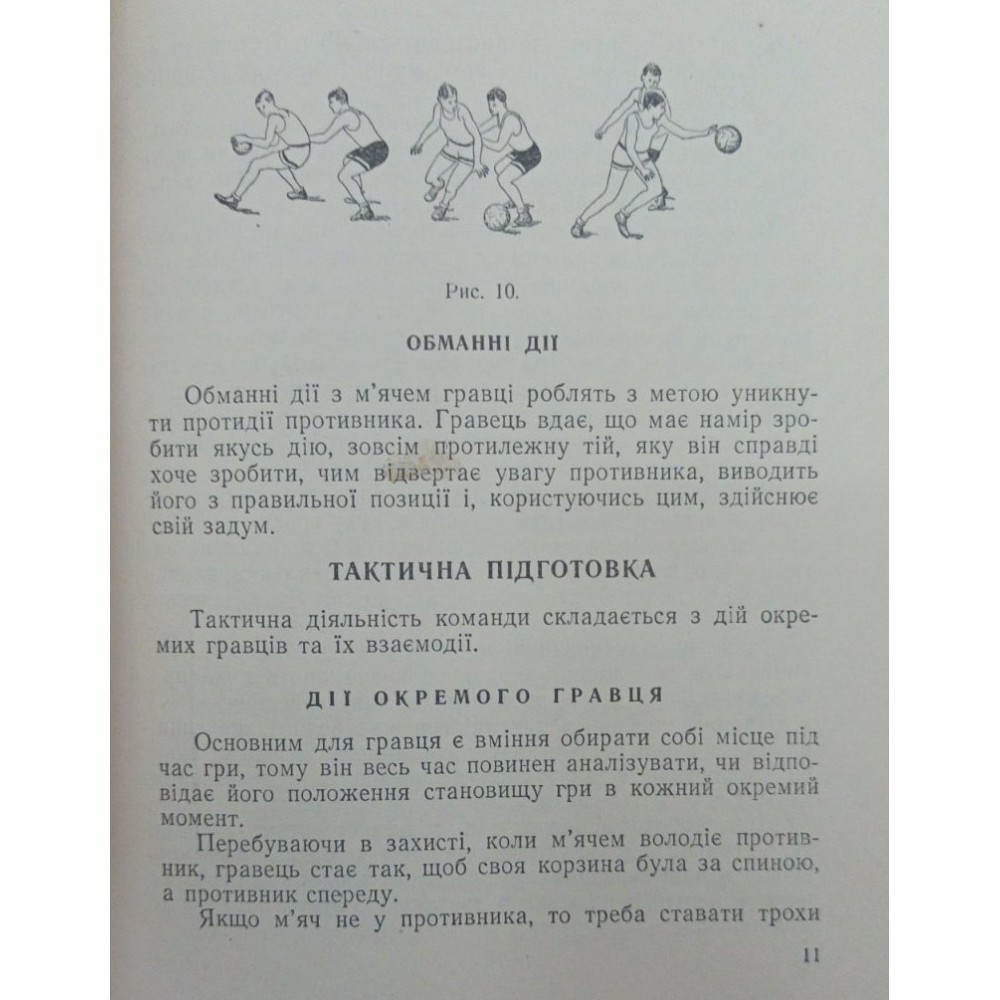 Рис. 10.
ОБМАННІ ДІЇ
Обманні дії з м’ячем гравці роблять з метою уникну-
ти протидії противника. Гравець вдає, що має намір зро-
бити якусь дію, зовсім протилежну тій, яку він справді
хоче зробити, чим відвертає увагу противника, виводить
його з правильної позиції і, користуючись цим, здійснює
свій задум.
ТАКТИЧНА ПІДГОТОВКА
Тактична діяльність команди складається з дій окре-
мих гравців та їх взаємодії.
ДІЇ ОКРЕМОГО ГРАВЦЯ
Основним для гравця є вміння обирати собі місце під
час гри, тому він весь час повинен аналізувати, чи відпо-
відає його положення становищу гри в кожний окремий
момент.
Перебуваючи в захисті, коли м’ячем володіє против-
ник, гравець стає так, щоб своя корзина була за спиною,
а противник спереду.
Якщо м’яч не у противника, то треба ставати трохи
11